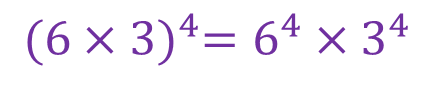 (6 × 3)⁴= 6⁴ × 3⁴